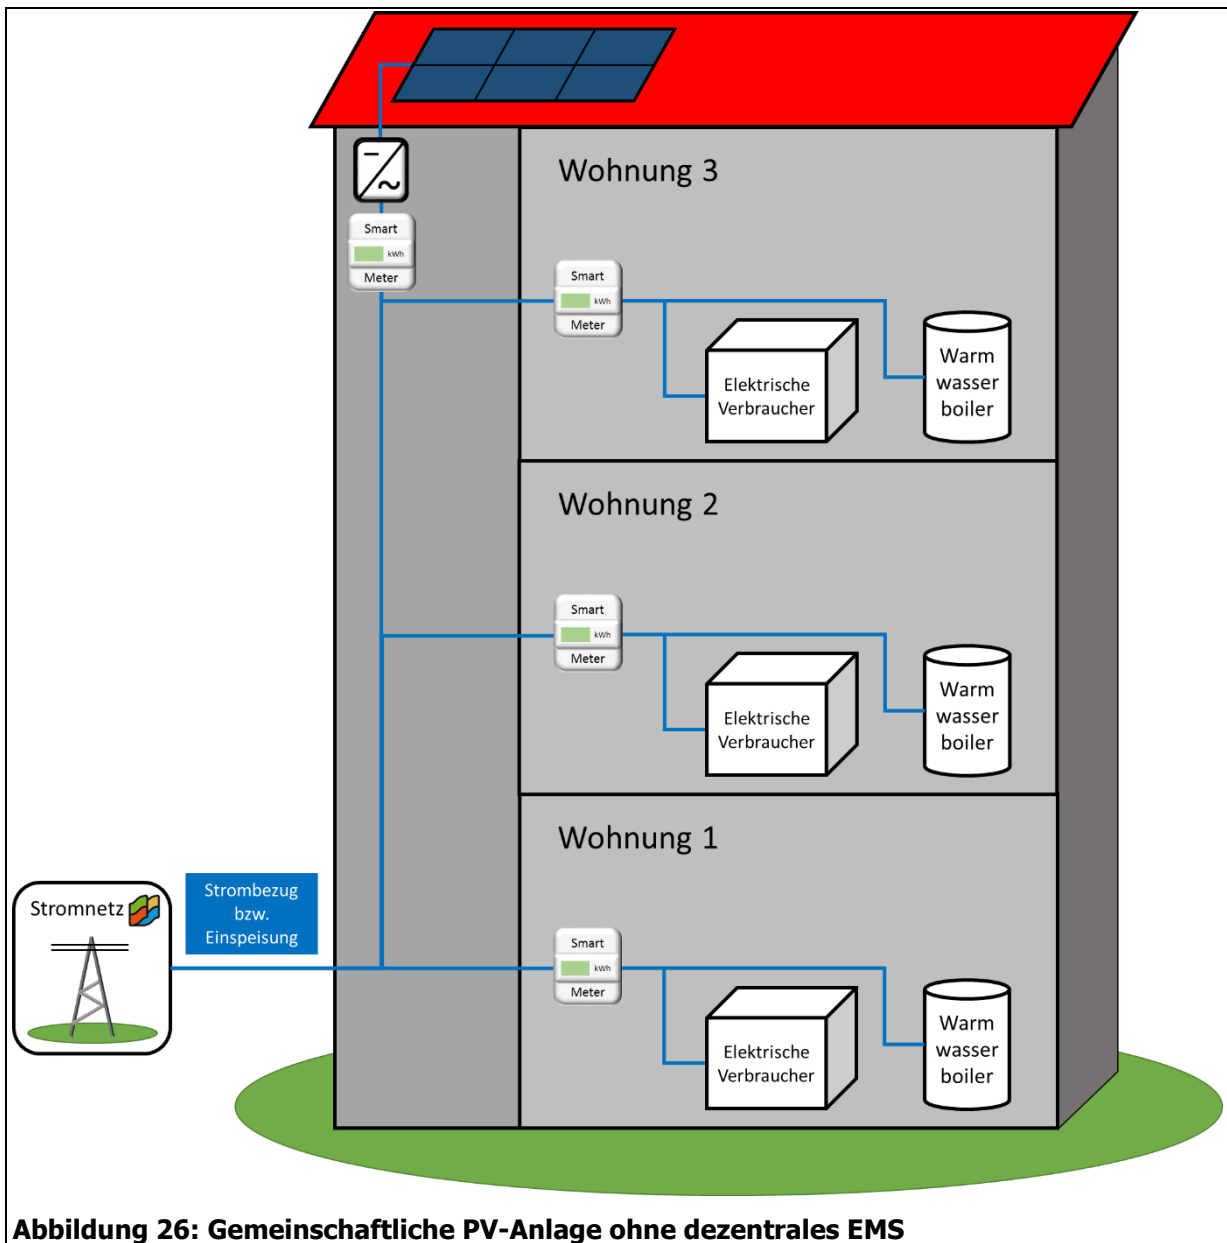 Wohnung 3
Smart
kWh
Meter
Smart
kWh
Meter
Elektrische
Verbraucher
Warm
wasser
boiler
Wohnung 2
Smart
kWh
Meter
Elektrische
Verbraucher
Warm
wasser
boiler
Wohnung 1
Stromnetz
Strombezug
bzw.
Einspeisung
Smart
kWh
Meter
Elektrische
Verbraucher
Warm
wasser
boiler
Abbildung 26: Gemeinschaftliche PV-Anlage ohne dezentrales EMS